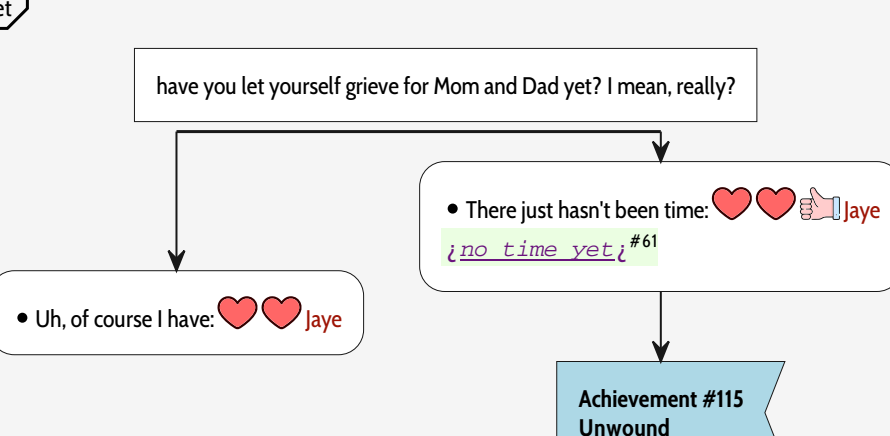 et
have you let yourself grieve for Mom and Dad yet? I mean, really?
• There just hasn't been time: Jaye
¿no time yet¿#61
• Uh, of course I have: Jaye
Achievement #115
Unwound